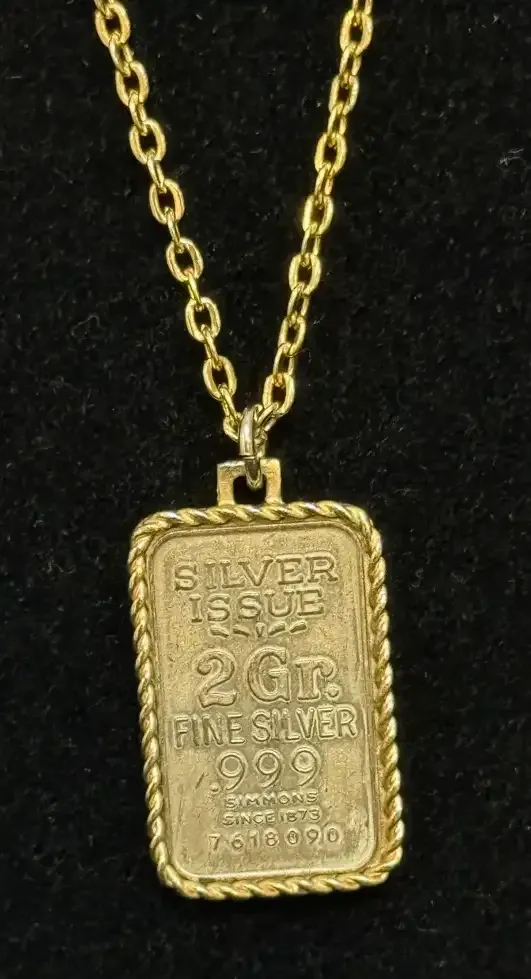 SILVER
ISSUE
2Gr.
FINE SILVER
.999
SIMMONS
SINCE 1873
7618090